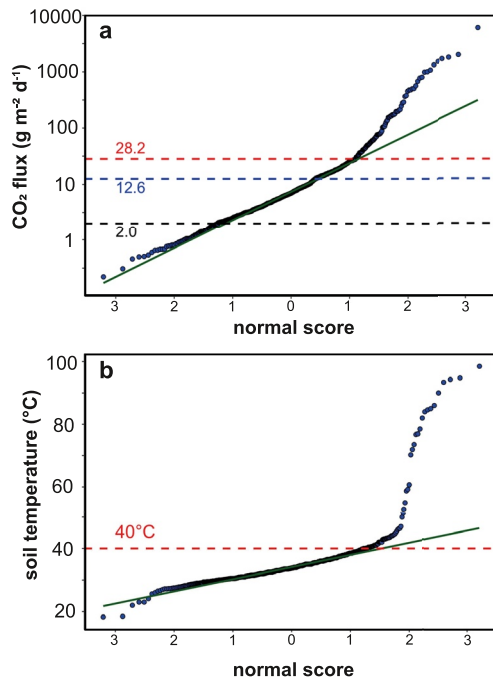 a
CO₂ flux (g m⁻² d⁻¹)
10000
1000
100
10
1
28.2
12.6
2.0
3 2 1 0 1 2 3
normal score
b
soil temperature (°C)
100
80
60
40
20
40°C
3 2 1 0 1 2 3
normal score